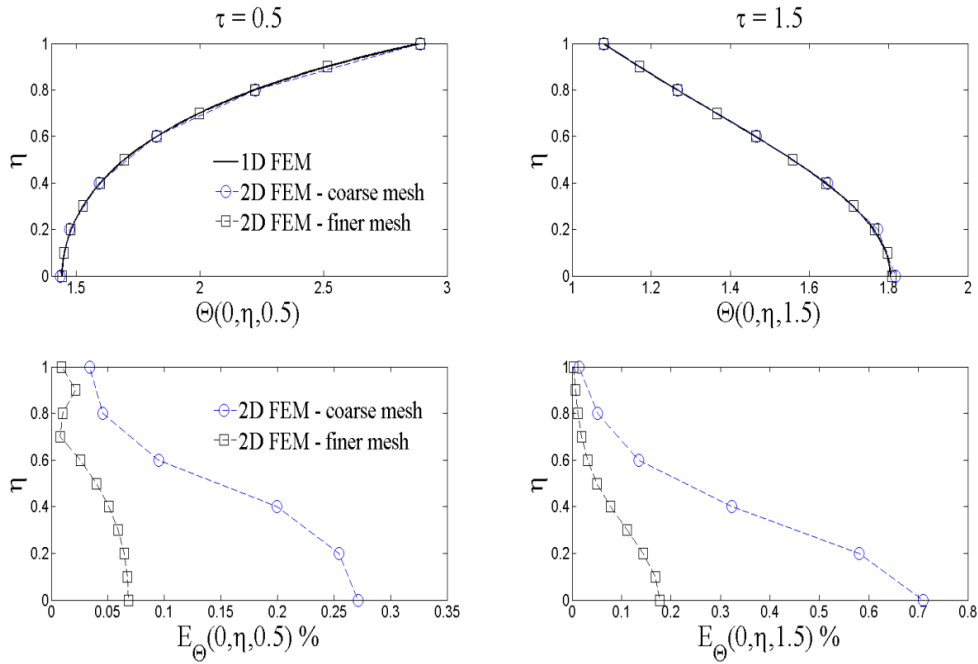 τ = 0.5
1
0.8
0.6
0.4
0.2
0
η
1D FEM
2D FEM - coarse mesh
2D FEM - finer mesh
1.5 2 2.5 3
Θ(0,η,0.5)
τ = 1.5
1
0.8
0.6
0.4
0.2
0
η
1 1.2 1.4 1.6 1.8 2
Θ(0,η,1.5)
1
0.8
0.6
0.4
0.2
0
η
2D FEM - coarse mesh
2D FEM - finer mesh
0 0.05 0.1 0.15 0.2 0.25 0.3 0.35
E_Θ(0,η,0.5) %
1
0.8
0.6
0.4
0.2
0
η
0 0.1 0.2 0.3 0.4 0.5 0.6 0.7 0.8
E_Θ(0,η,1.5) %